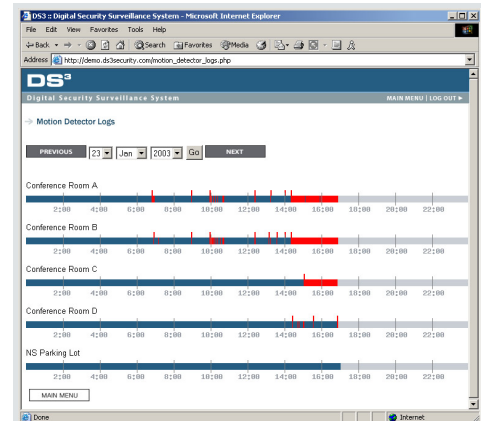 DS3 :: Digital Security Surveillance System - Microsoft Internet Explorer
File Edit View Favorites Tools Help
Back Search Favorites Media
Address http://demo.ds3security.com/motion_detector_logs.php
DS³
Digital Security Surveillance System MAIN MENU | LOG OUT
Motion Detector Logs
PREVIOUS 23 Jan 2003 Go NEXT
Conference Room A
2:00 4:00 6:00 8:00 10:00 12:00 14:00 16:00 18:00 20:00 22:00
Conference Room B
2:00 4:00 6:00 8:00 10:00 12:00 14:00 16:00 18:00 20:00 22:00
Conference Room C
2:00 4:00 6:00 8:00 10:00 12:00 14:00 16:00 18:00 20:00 22:00
Conference Room D
2:00 4:00 6:00 8:00 10:00 12:00 14:00 16:00 18:00 20:00 22:00
NS Parking Lot
2:00 4:00 6:00 8:00 10:00 12:00 14:00 16:00 18:00 20:00 22:00
MAIN MENU
Done Internet